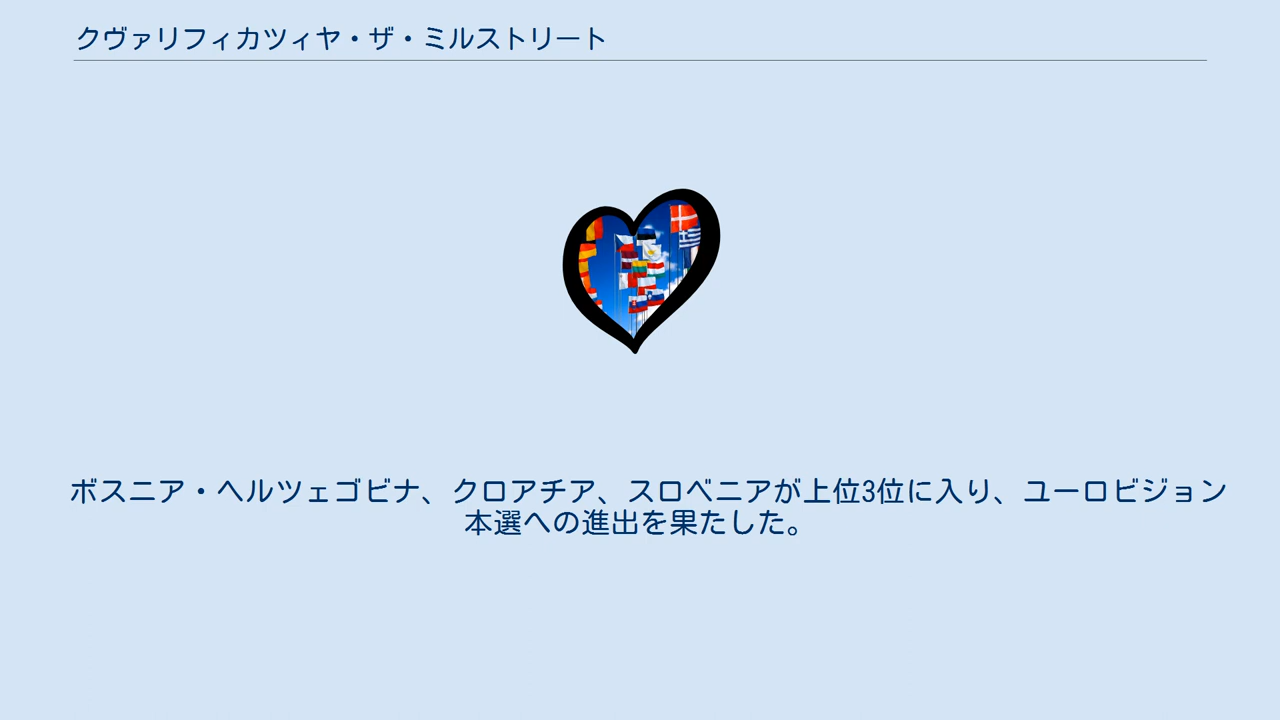 クヴァリフィカツィヤ・ザ・ミルストリート
ボスニア・ヘルツェゴビナ、クロアチア、スロベニアが上位3位に入り、ユーロビジョン
本選への進出を果たした。